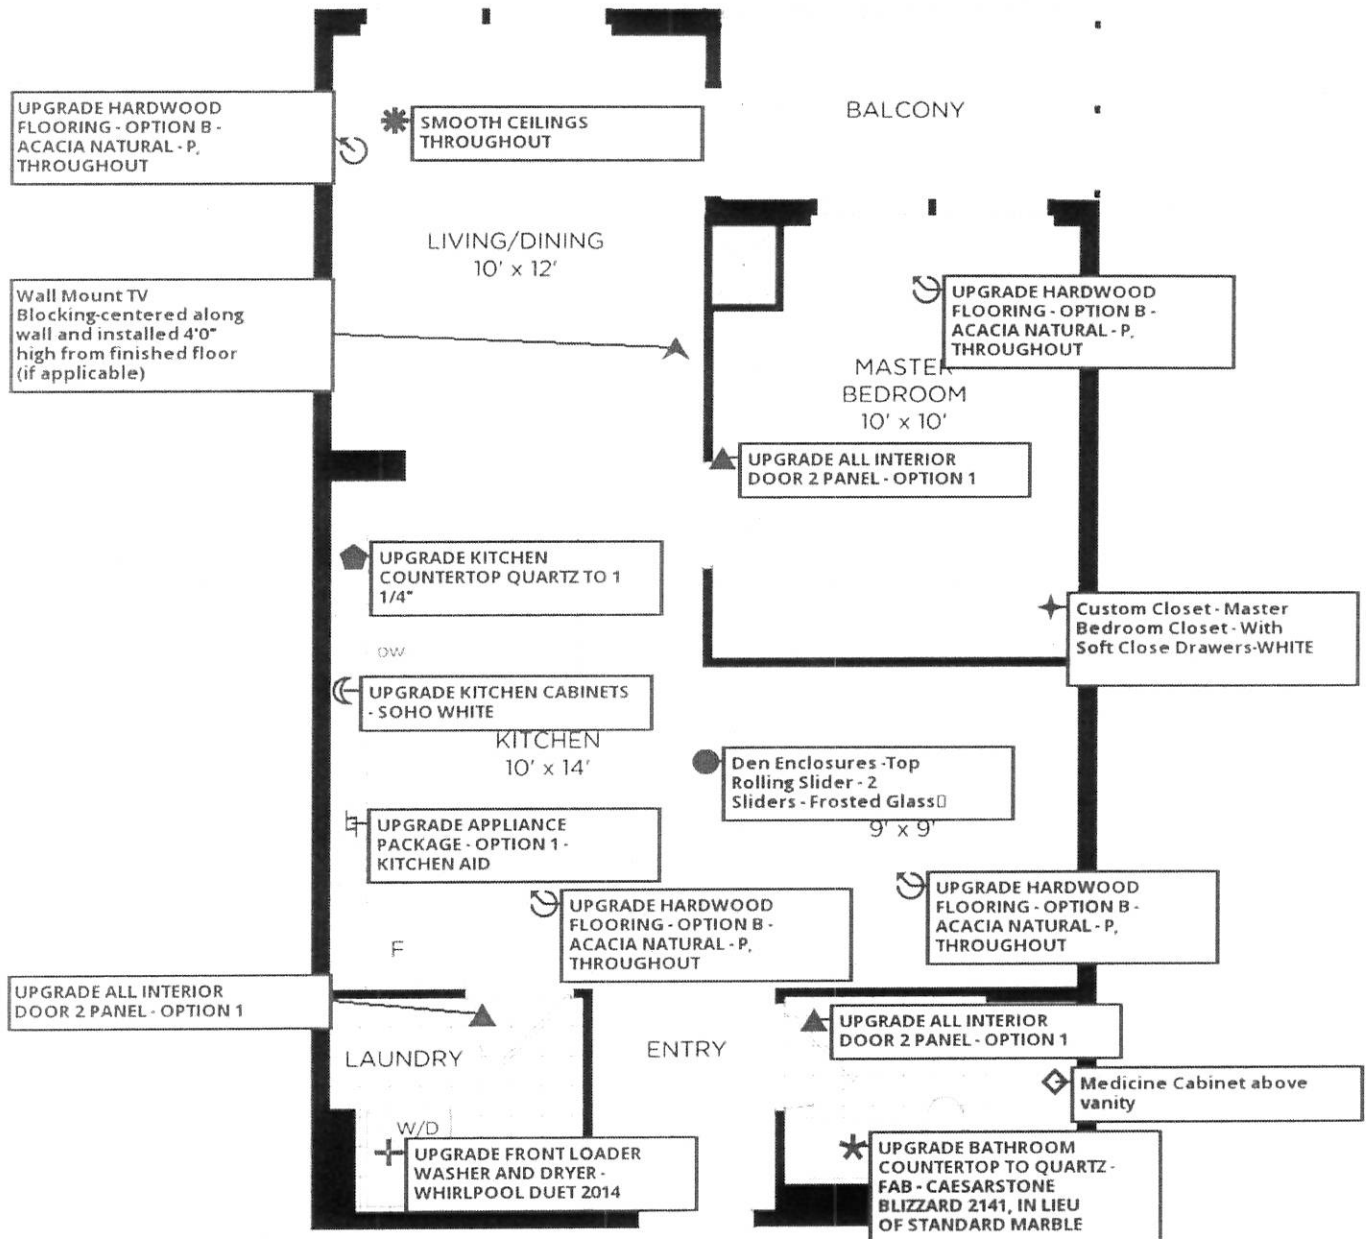 BALCONY
UPGRADE HARDWOOD
FLOORING - OPTION B -
ACACIA NATURAL - P,
THROUGHOUT
SMOOTH CEILINGS
THROUGHOUT
LIVING/DINING
10' x 12'
Wall Mount TV
Blocking-centered along
wall and installed 4'0"
high from finished floor
(if applicable)
UPGRADE HARDWOOD
FLOORING - OPTION B -
ACACIA NATURAL - P,
THROUGHOUT
MASTER
BEDROOM
10' x 10'
UPGRADE ALL INTERIOR
DOOR 2 PANEL - OPTION 1
UPGRADE KITCHEN
COUNTERTOP QUARTZ TO 1
1/4"
Custom Closet - Master
Bedroom Closet - With
Soft Close Drawers-WHITE
DW
UPGRADE KITCHEN CABINETS
- SOHO WHITE
KITCHEN
10' x 14'
Den Enclosures -Top
Rolling Slider - 2
Sliders - Frosted Glass
9' x 9'
UPGRADE APPLIANCE
PACKAGE - OPTION 1 -
KITCHEN AID
UPGRADE HARDWOOD
FLOORING - OPTION B -
ACACIA NATURAL - P,
THROUGHOUT
UPGRADE HARDWOOD
FLOORING - OPTION B -
ACACIA NATURAL - P,
THROUGHOUT
F
UPGRADE ALL INTERIOR
DOOR 2 PANEL - OPTION 1
LAUNDRY
ENTRY
UPGRADE ALL INTERIOR
DOOR 2 PANEL - OPTION 1
Medicine Cabinet above
vanity
W/D
UPGRADE FRONT LOADER
WASHER AND DRYER -
WHIRLPOOL DUET 2014
UPGRADE BATHROOM
COUNTERTOP TO QUARTZ -
FAB - CAESARSTONE
BLIZZARD 2141, IN LIEU
OF STANDARD MARBLE